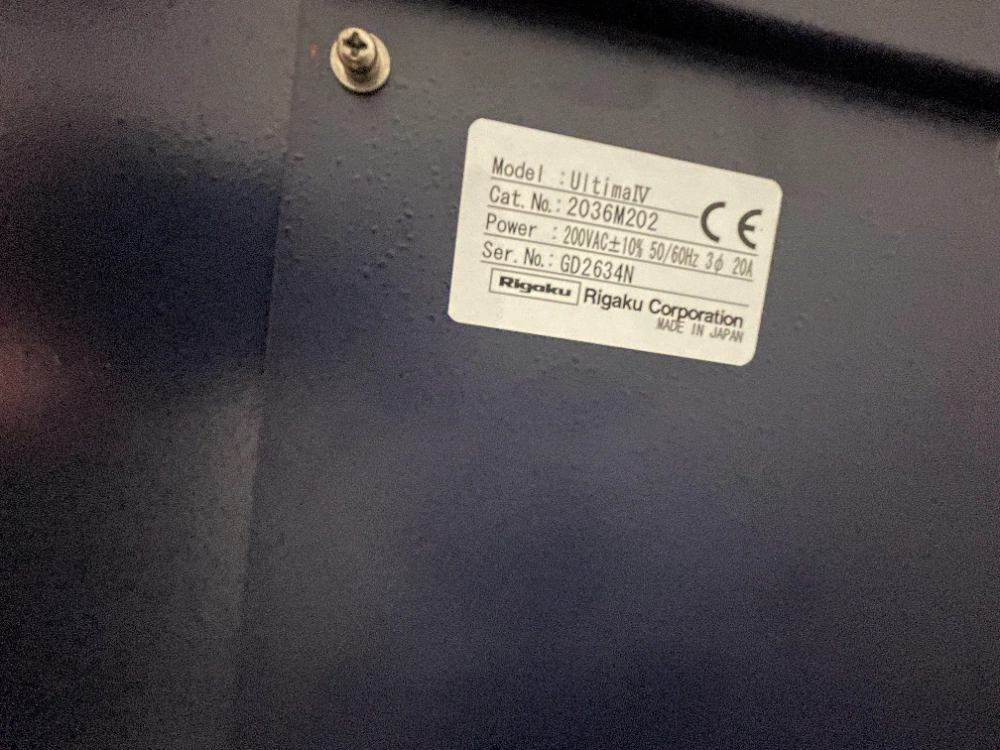 Model :UltimaⅣ
Cat. No.: 2036M202
Power : 200VAC±10% 50/60Hz 3φ 20A
Ser. No.: GD2634N
CE
Rigaku Rigaku Corporation
MADE IN JAPAN